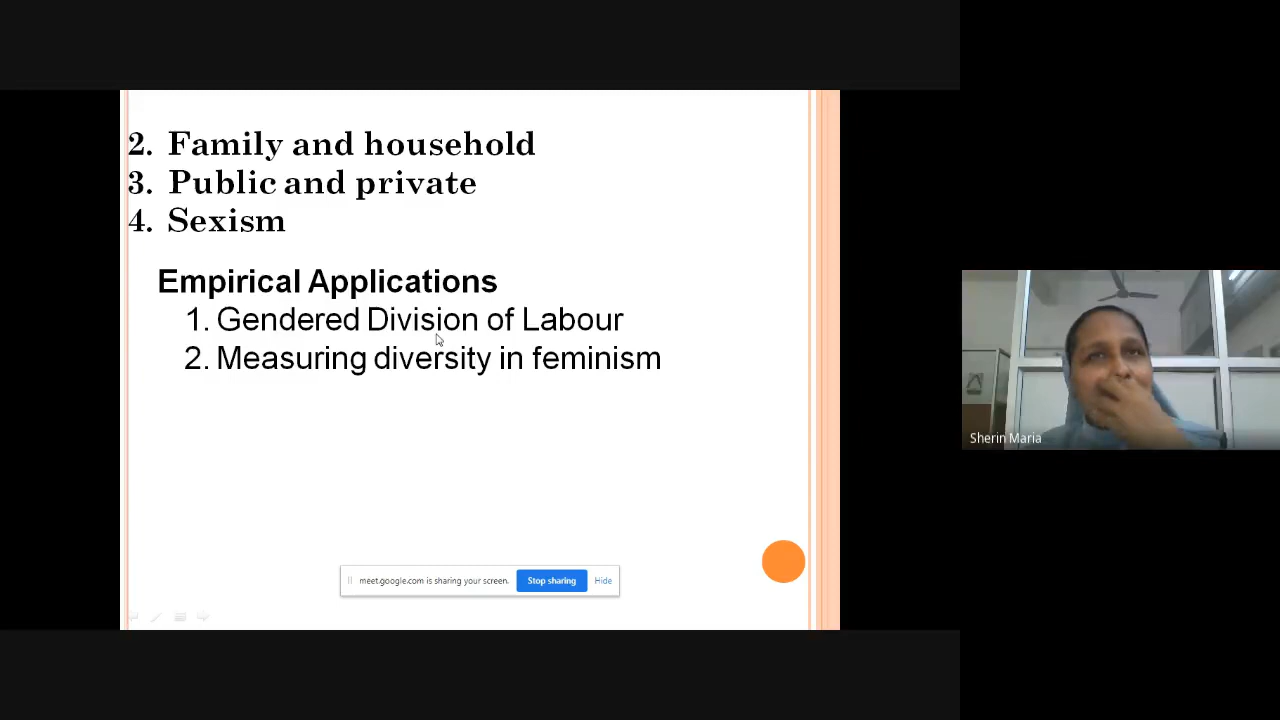 2. Family and household
3. Public and private
4. Sexism
Empirical Applications
1. Gendered Division of Labour
2. Measuring diversity in feminism
meet.google.com is sharing your screen.
Stop sharing
Hide
Sherin Maria